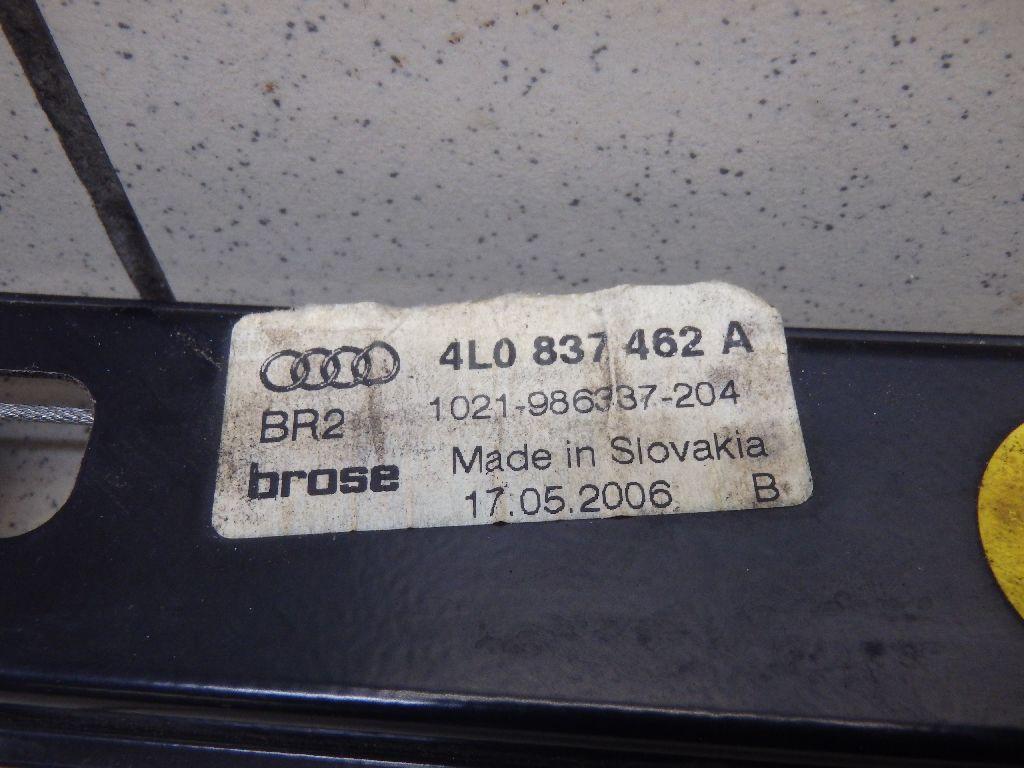 4L0 837 462 A
BR2 1021-986337-204
brose Made in Slovakia
17.05.2006 B